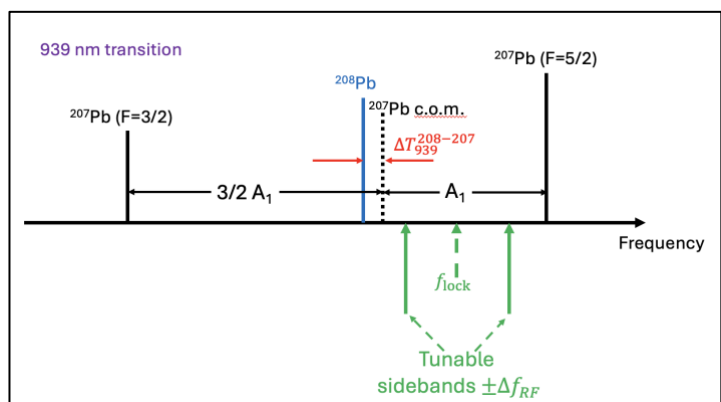 939 nm transition
²⁰⁷Pb (F=5/2)
²⁰⁸Pb
²⁰⁷Pb (F=3/2)
²⁰⁷Pb c.o.m.
ΔT₉₃₉²⁰⁸⁻²⁰⁷
3/2 A₁
A₁
Frequency
f_lock
Tunable
sidebands ±Δf_RF